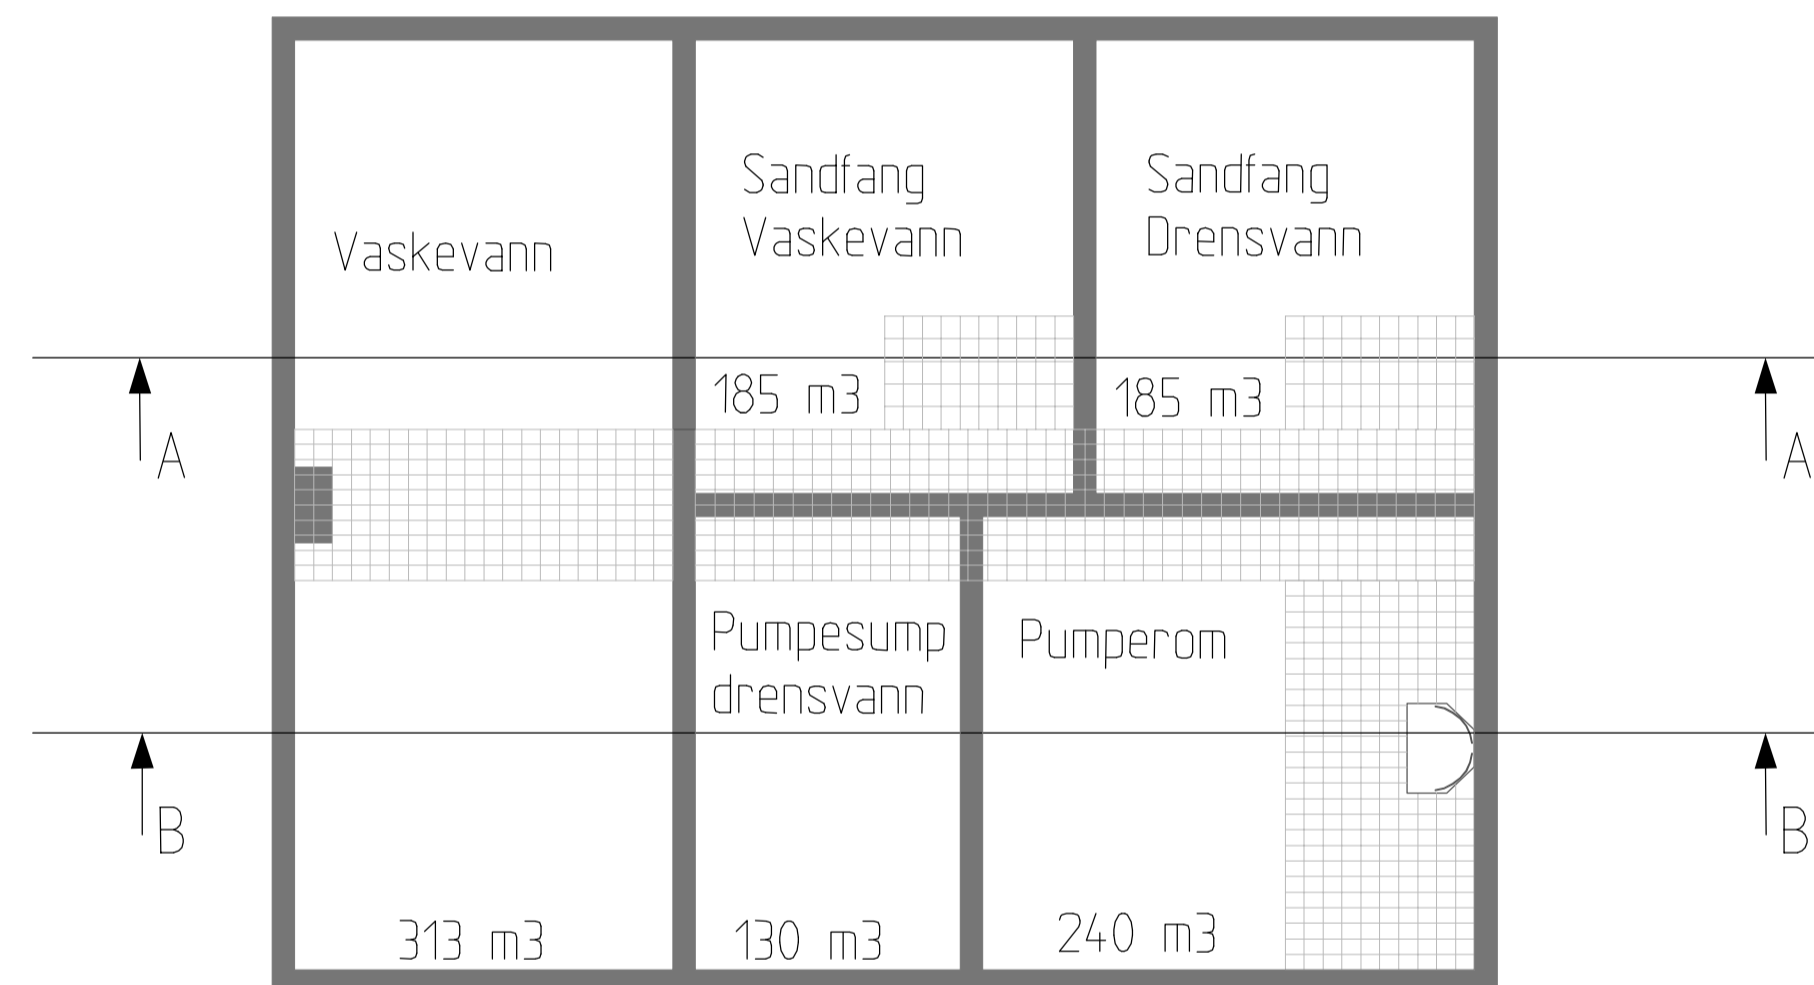 Vaskevann
Sandfang
Vaskevann
Sandfang
Drensvann
185 m3
185 m3
A
A
Pumpesump
drensvann
Pumperom
B
B
313 m3
130 m3
240 m3